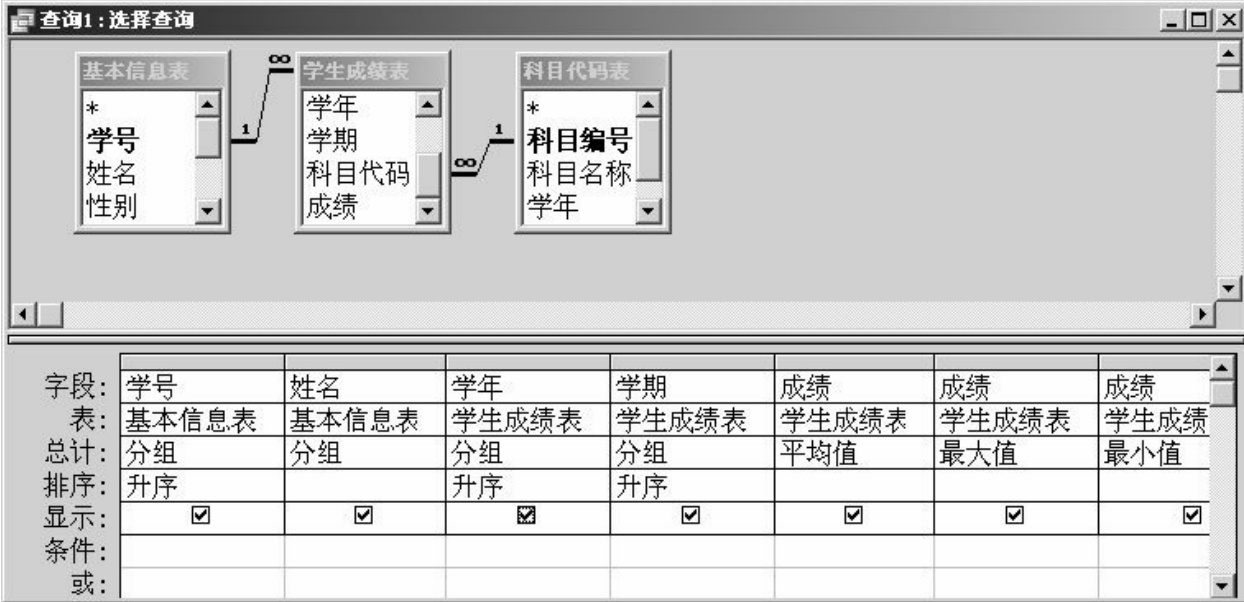 查询1:选择查询
基本信息表
*
学号
姓名
性别
1
∞
学生成绩表
学年
学期
科目代码
成绩
∞
1
科目代码表
*
科目编号
科目名称
学年
字段: 学号 姓名 学年 学期 成绩 成绩 成绩
表: 基本信息表 基本信息表 学生成绩表 学生成绩表 学生成绩表 学生成绩表 学生成绩
总计: 分组 分组 分组 分组 平均值 最大值 最小值
排序: 升序 升序 升序
显示:
条件:
或: